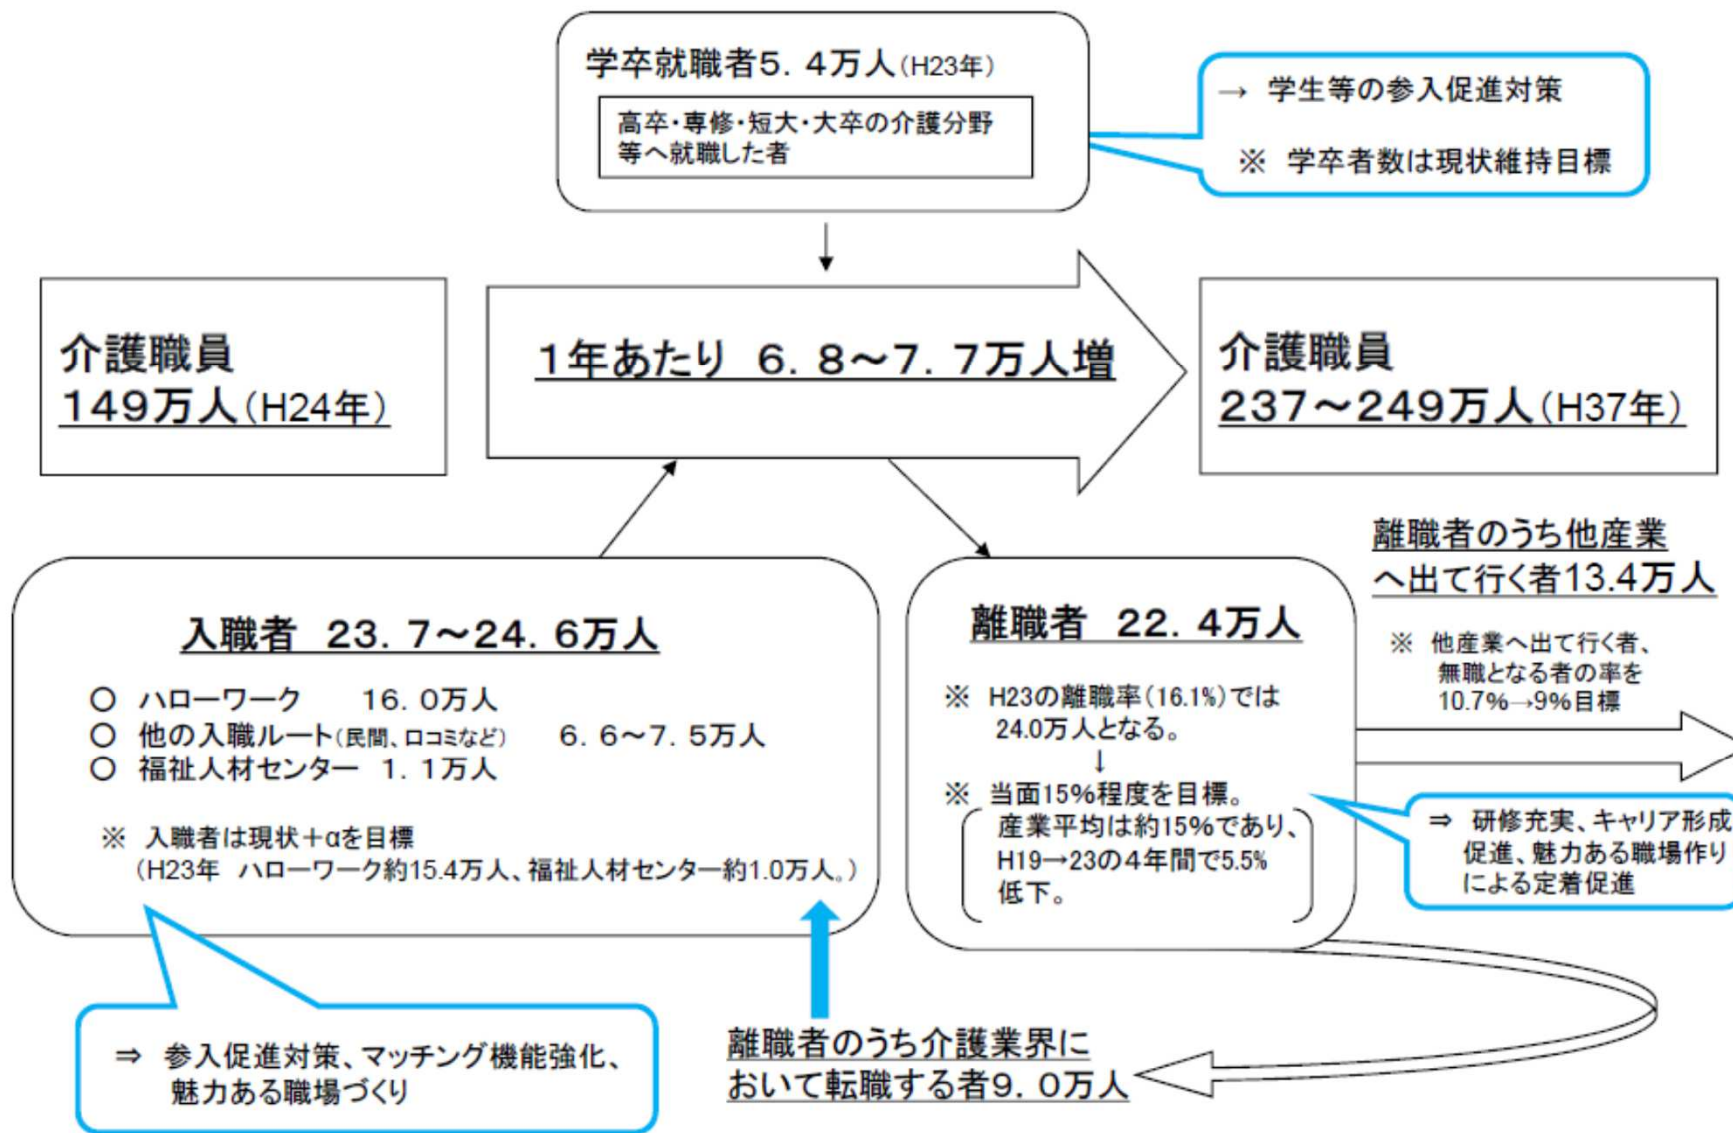 学卒就職者5．4万人(H23年)
高卒・専修・短大・大卒の介護分野
等へ就職した者
→ 学生等の参入促進対策
※ 学卒者数は現状維持目標
介護職員
149万人(H24年)
1年あたり 6．8～7．7万人増
介護職員
237～249万人(H37年)
入職者 23．7～24．6万人
○ ハローワーク 16．0万人
○ 他の入職ルート(民間、口コミなど) 6．6～7．5万人
○ 福祉人材センター 1．1万人
※ 入職者は現状＋αを目標
(H23年 ハローワーク約15.4万人、福祉人材センター約1.0万人。)
⇒ 参入促進対策、マッチング機能強化、
魅力ある職場づくり
離職者 22．4万人
※ H23の離職率(16.1%)では
24.0万人となる。
↓
※ 当面15%程度を目標。
産業平均は約15%であり、
H19→23の4年間で5.5%
低下。
離職者のうち他産業
へ出て行く者13.4万人
※ 他産業へ出て行く者、
無職となる者の率を
10.7%→9%目標
⇒ 研修充実、キャリア形成
促進、魅力ある職場作り
による定着促進
離職者のうち介護業界に
おいて転職する者9．0万人